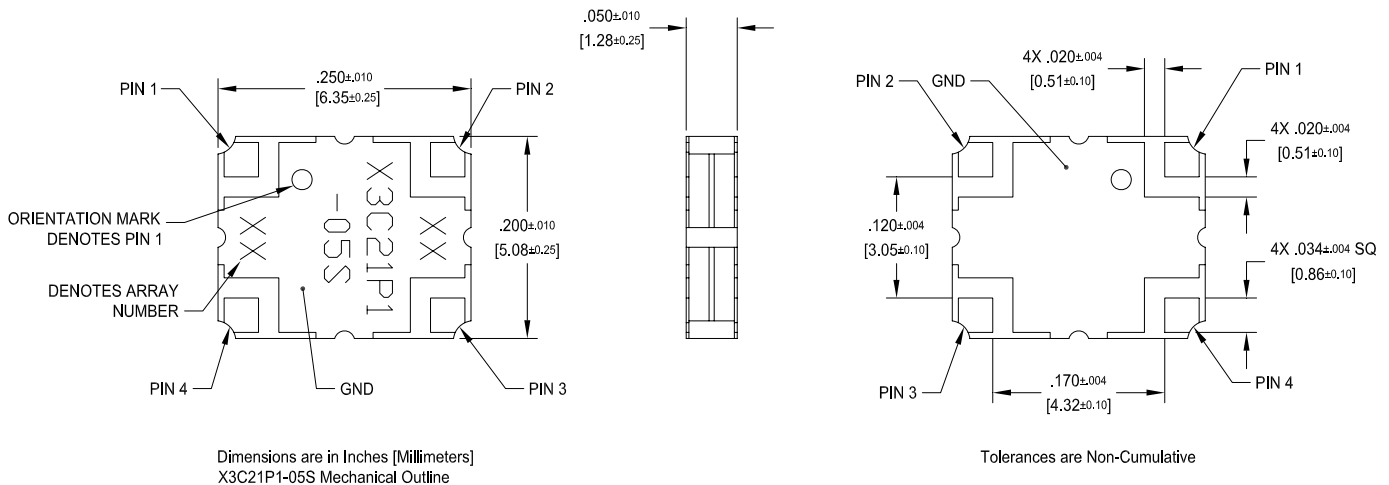 .050±.010
[1.28±0.25]
.250±.010
[6.35±0.25]
PIN 1
PIN 2
ORIENTATION MARK
DENOTES PIN 1
X3C21P1
-05S
XX
XX
.200±.010
[5.08±0.25]
DENOTES ARRAY
NUMBER
PIN 4
GND
PIN 3
4X .020±.004
[0.51±0.10]
PIN 2
GND
PIN 1
4X .020±.004
[0.51±0.10]
.120±.004
[3.05±0.10]
4X .034±.004 SQ
[0.86±0.10]
PIN 3
.170±.004
[4.32±0.10]
PIN 4
Dimensions are in Inches [Millimeters]
X3C21P1-05S Mechanical Outline
Tolerances are Non-Cumulative